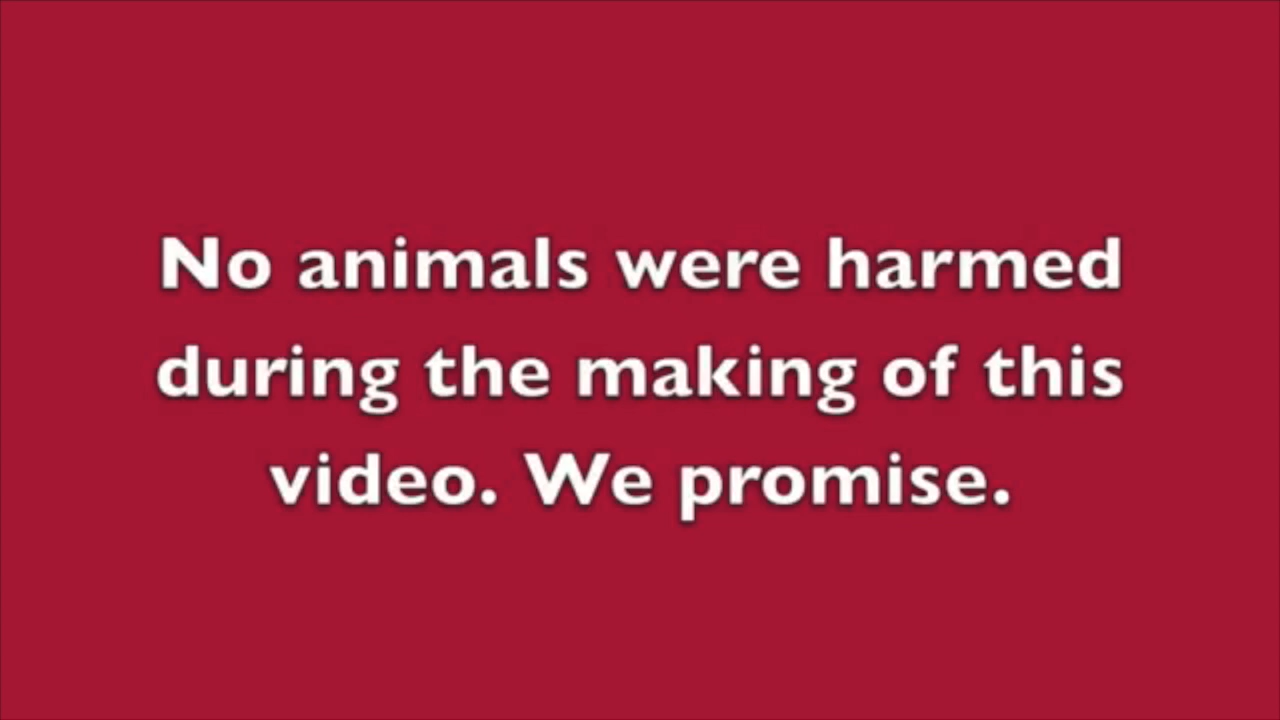 No animals were harmed
during the making of this
video. We promise.